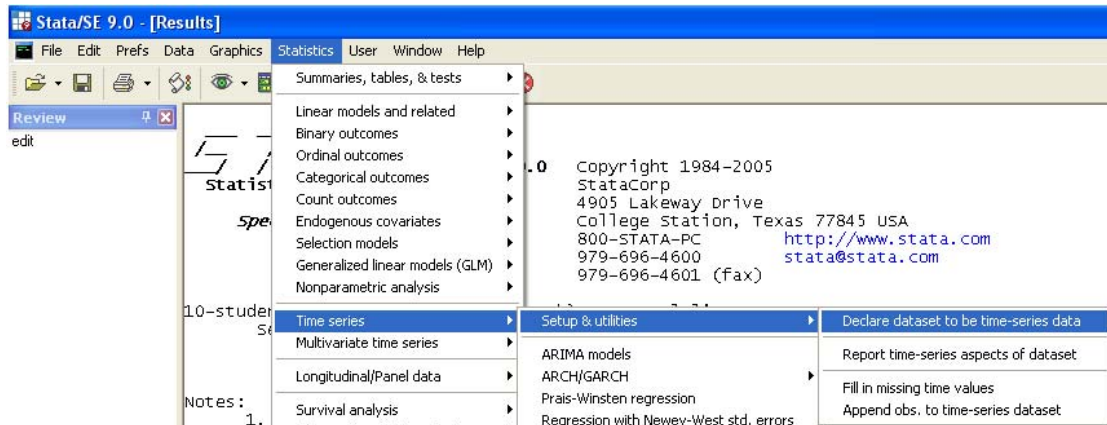 Stata/SE 9.0 - [Results]
File Edit Prefs Data Graphics Statistics User Window Help
Review
edit
Summaries, tables, & tests
Linear models and related
Binary outcomes
Ordinal outcomes
Categorical outcomes
Count outcomes
Endogenous covariates
Selection models
Generalized linear models (GLM)
Nonparametric analysis
Time series
Multivariate time series
Longitudinal/Panel data
Survival analysis
Statist
Spe
.0 Copyright 1984-2005
StataCorp
4905 Lakeway Drive
College Station, Texas 77845 USA
800-STATA-PC http://www.stata.com
979-696-4600 stata@stata.com
979-696-4601 (fax)
10-studen
Se
Notes:
1.
Setup & utilities
ARIMA models
ARCH/GARCH
Prais-Winsten regression
Regression with Newey-West std. errors
Declare dataset to be time-series data
Report time-series aspects of dataset
Fill in missing time values
Append obs. to time-series dataset